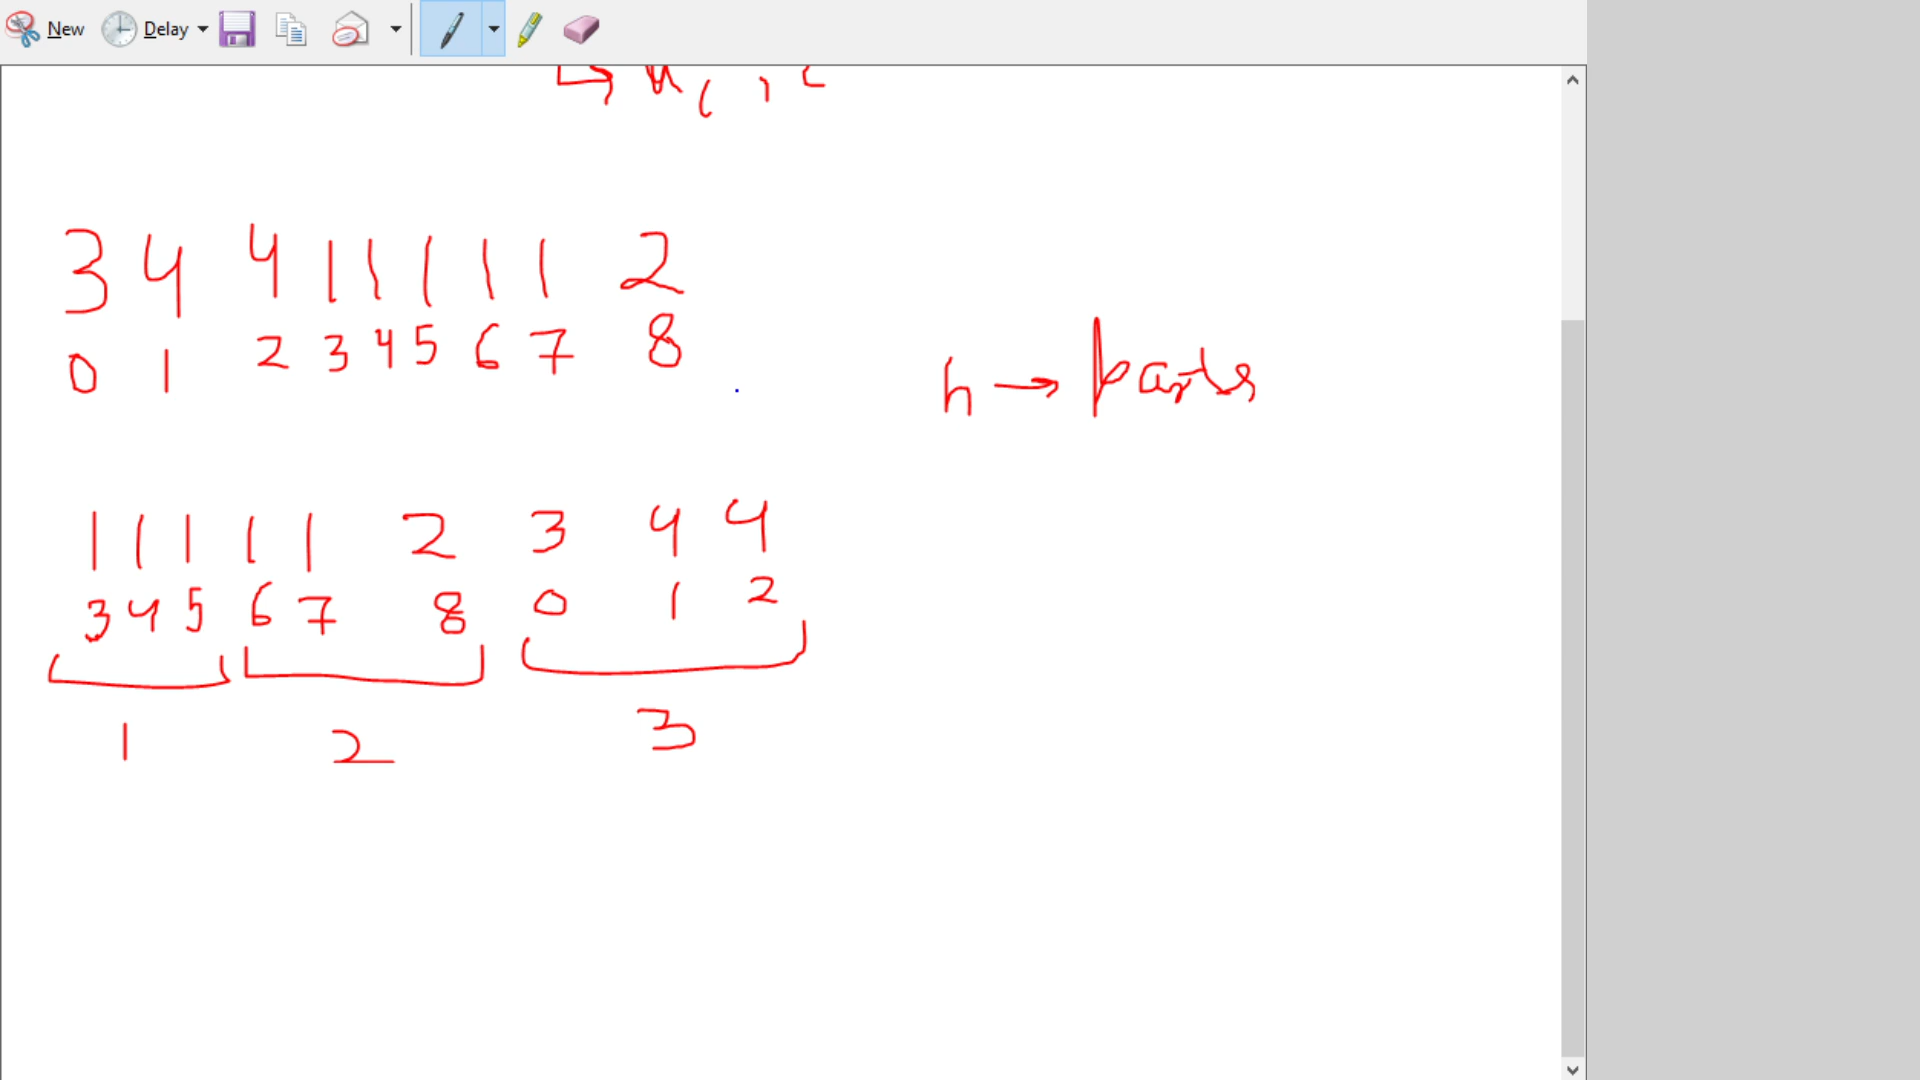 New Delay
3 4 4 1 1 1 1 1 2
0 1 2 3 4 5 6 7 8
n → parts
1 1 1 1 1 2 3 4 4
3 4 5 6 7 8 0 1 2
1 2 3